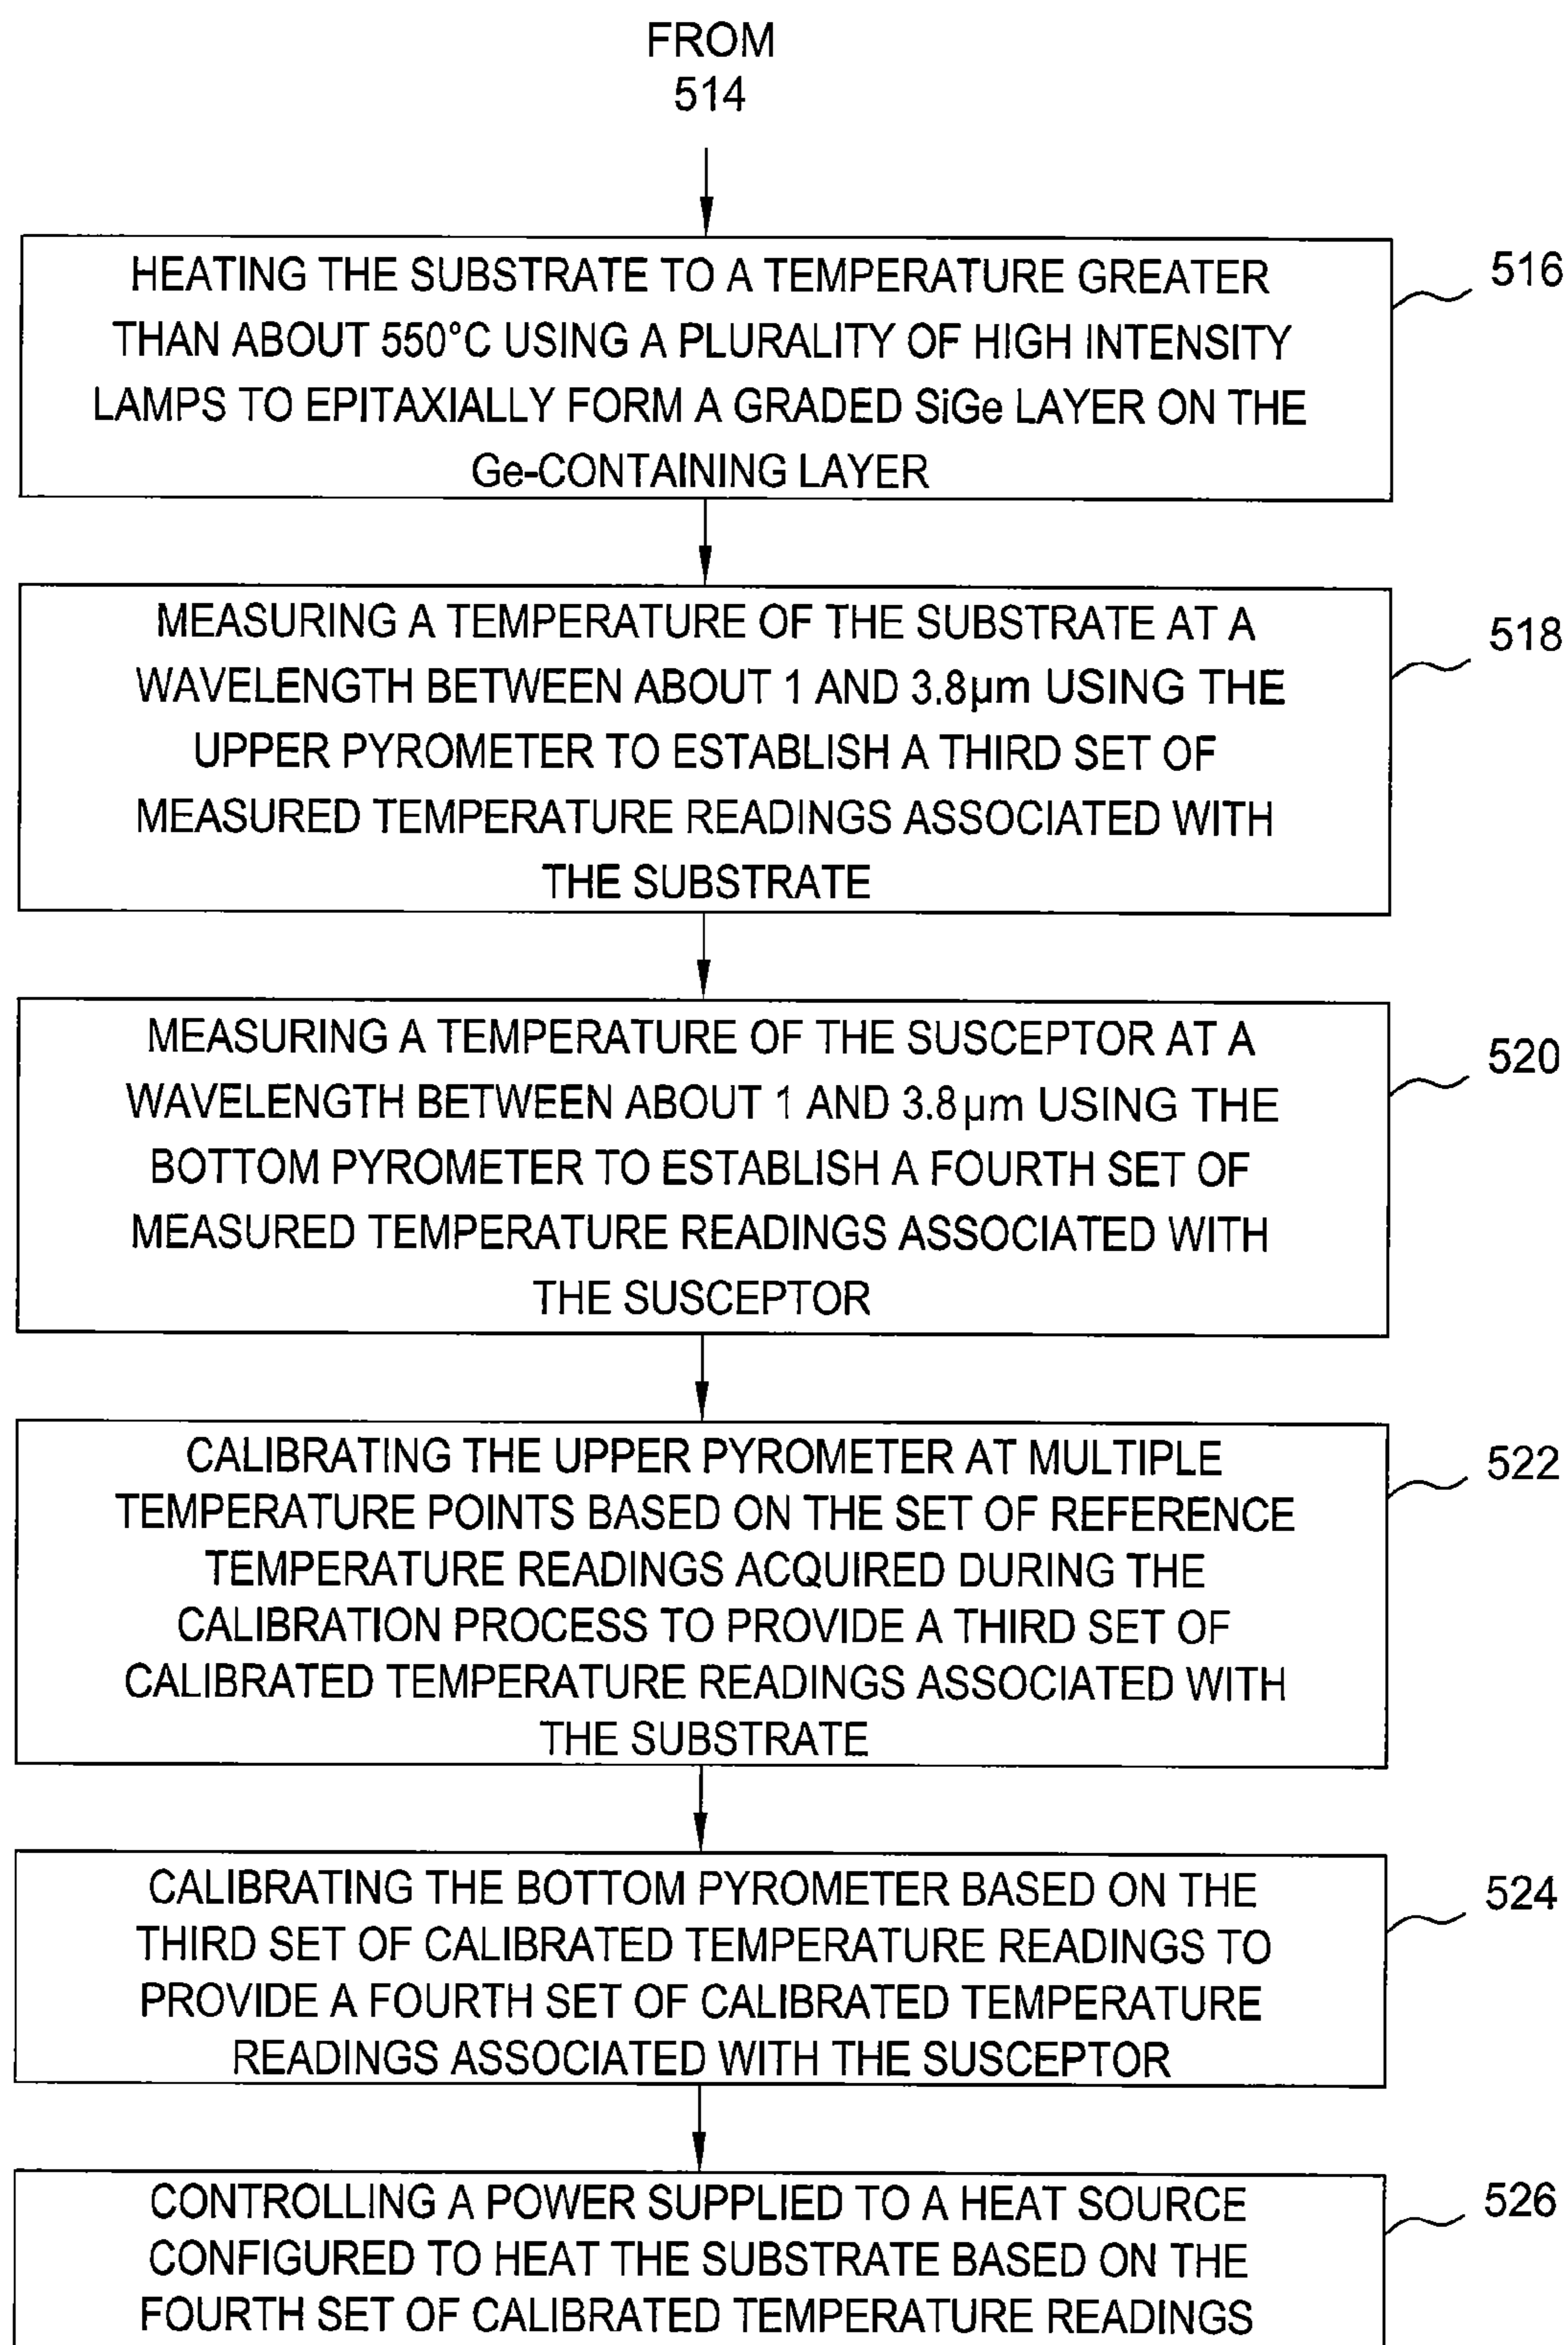 FROM
514
HEATING THE SUBSTRATE TO A TEMPERATURE GREATER
THAN ABOUT 550°C USING A PLURALITY OF HIGH INTENSITY
LAMPS TO EPITAXIALLY FORM A GRADED SiGe LAYER ON THE
Ge-CONTAINING LAYER
516
MEASURING A TEMPERATURE OF THE SUBSTRATE AT A
WAVELENGTH BETWEEN ABOUT 1 AND 3.8µm USING THE
UPPER PYROMETER TO ESTABLISH A THIRD SET OF
MEASURED TEMPERATURE READINGS ASSOCIATED WITH
THE SUBSTRATE
518
MEASURING A TEMPERATURE OF THE SUSCEPTOR AT A
WAVELENGTH BETWEEN ABOUT 1 AND 3.8µm USING THE
BOTTOM PYROMETER TO ESTABLISH A FOURTH SET OF
MEASURED TEMPERATURE READINGS ASSOCIATED WITH
THE SUSCEPTOR
520
CALIBRATING THE UPPER PYROMETER AT MULTIPLE
TEMPERATURE POINTS BASED ON THE SET OF REFERENCE
TEMPERATURE READINGS ACQUIRED DURING THE
CALIBRATION PROCESS TO PROVIDE A THIRD SET OF
CALIBRATED TEMPERATURE READINGS ASSOCIATED WITH
THE SUBSTRATE
522
CALIBRATING THE BOTTOM PYROMETER BASED ON THE
THIRD SET OF CALIBRATED TEMPERATURE READINGS TO
PROVIDE A FOURTH SET OF CALIBRATED TEMPERATURE
READINGS ASSOCIATED WITH THE SUSCEPTOR
524
CONTROLLING A POWER SUPPLIED TO A HEAT SOURCE
CONFIGURED TO HEAT THE SUBSTRATE BASED ON THE
FOURTH SET OF CALIBRATED TEMPERATURE READINGS
526